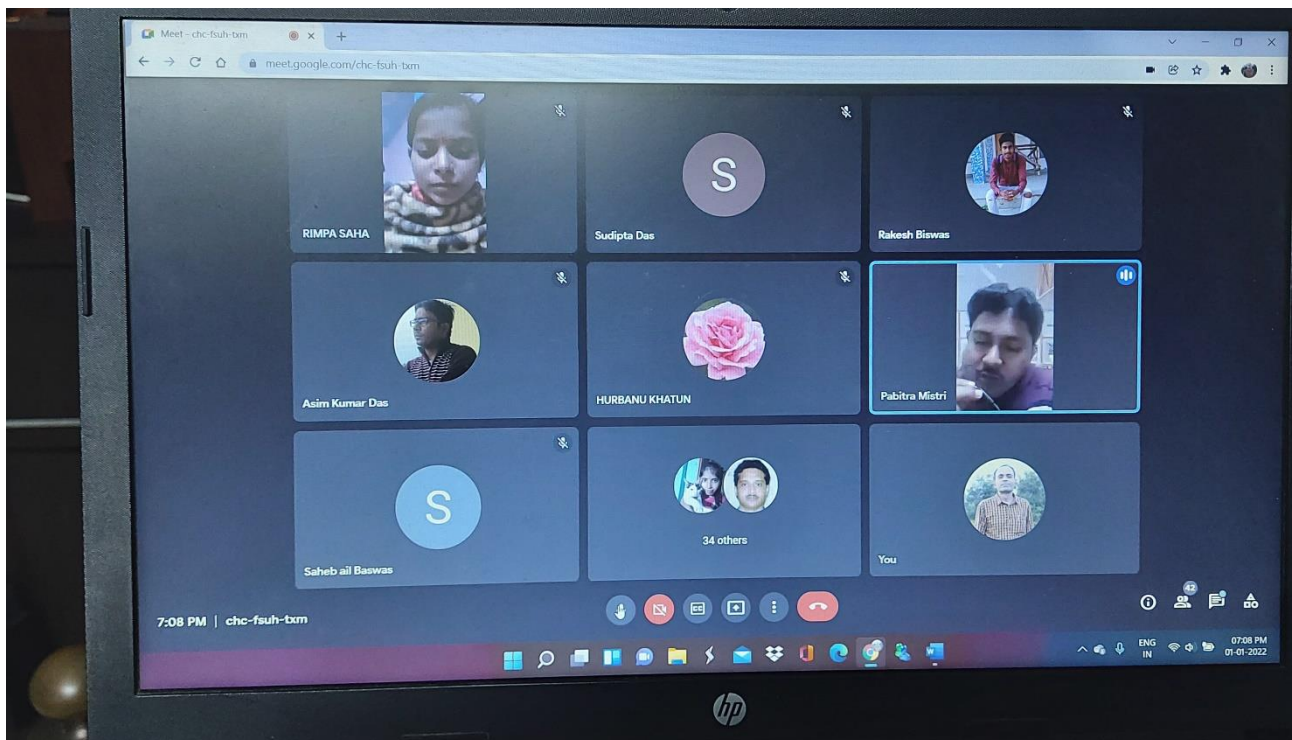 Meet - chc-fsuh-txm
meet.google.com/chc-fsuh-txm
RIMPA SAHA
S
Sudipta Das
Rakesh Biswas
Asim Kumar Das
HURBANU KHATUN
Pabitra Mistri
S
Saheb ail Baswas
34 others
You
7:08 PM | chc-fsuh-txm
CC
42
ENG
IN
07:08 PM
01-01-2022
hp